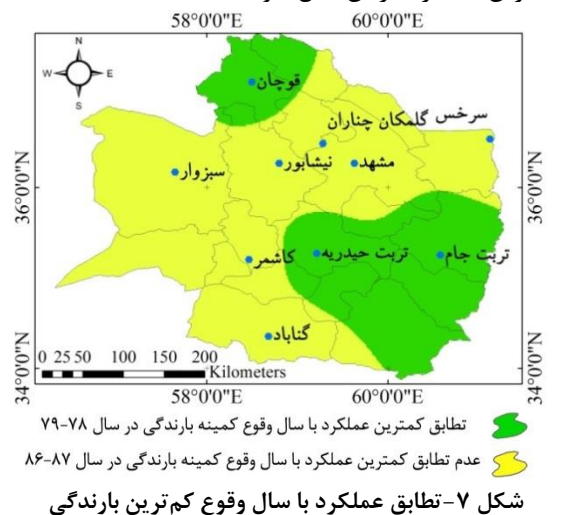 58°0'0"E 60°0'0"E
N
W E
S
قوچان
سرخس
گلمکان چناران
سبزوار
نیشابور
مشهد
36°0'0"N 36°0'0"N
کاشمر
تربت حیدریه
تربت جام
گناباد
0 25 50 100 150 200
Kilometers
34°0'0"N 34°0'0"N
58°0'0"E 60°0'0"E
تطابق کمترین عملکرد با سال وقوع کمینه بارندگی در سال ۷۸-۷۹
عدم تطابق کمترین عملکرد با سال وقوع کمینه بارندگی در سال ۸۷-۸۶
شکل ۷-تطابق عملکرد با سال وقوع کم‌ترین بارندگی